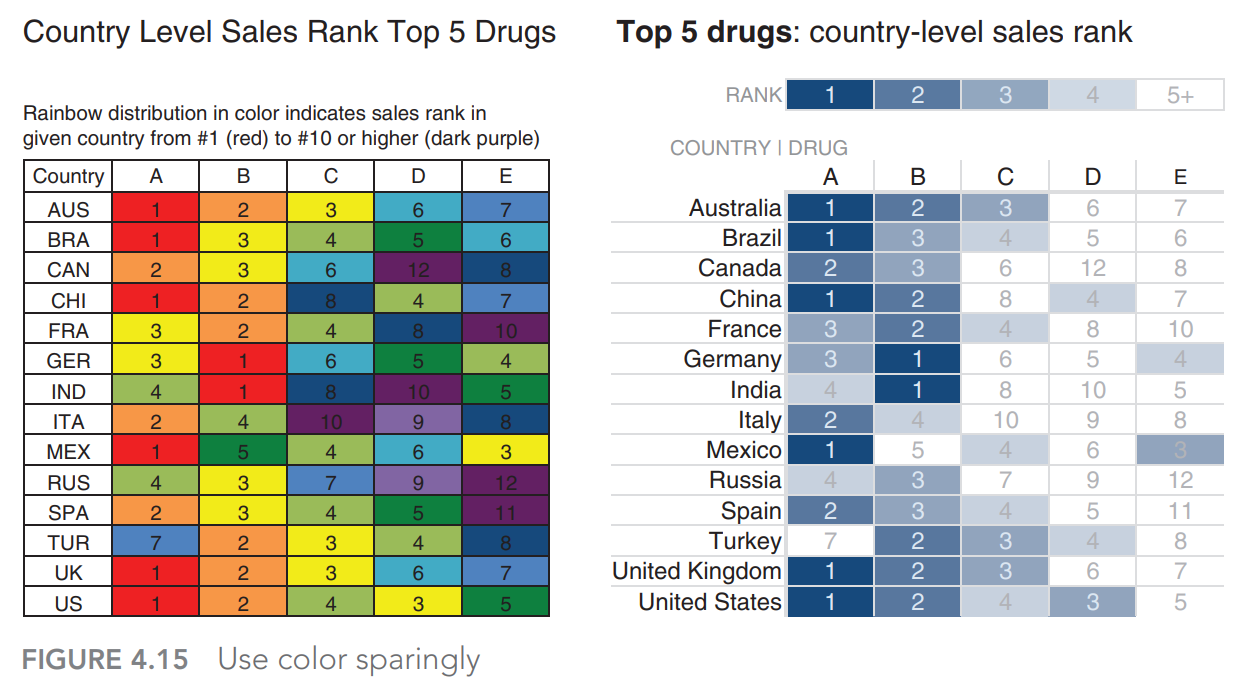 Country Level Sales Rank Top 5 Drugs
Rainbow distribution in color indicates sales rank in
given country from #1 (red) to #10 or higher (dark purple)
Country A B C D E
AUS 1 2 3 6 7
BRA 1 3 4 5 6
CAN 2 3 6 12 8
CHI 1 2 8 4 7
FRA 3 2 4 8 10
GER 3 1 6 5 4
IND 4 1 8 10 5
ITA 2 4 10 9 8
MEX 1 5 4 6 3
RUS 4 3 7 9 12
SPA 2 3 4 5 11
TUR 7 2 3 4 8
UK 1 2 3 6 7
US 1 2 4 3 5
Top 5 drugs: country-level sales rank
RANK 1 2 3 4 5+
COUNTRY | DRUG
A B C D E
Australia 1 2 3 6 7
Brazil 1 3 4 5 6
Canada 2 3 6 12 8
China 1 2 8 4 7
France 3 2 4 8 10
Germany 3 1 6 5 4
India 4 1 8 10 5
Italy 2 4 10 9 8
Mexico 1 5 4 6 3
Russia 4 3 7 9 12
Spain 2 3 4 5 11
Turkey 7 2 3 4 8
United Kingdom 1 2 3 6 7
United States 1 2 4 3 5
FIGURE 4.15 Use color sparingly